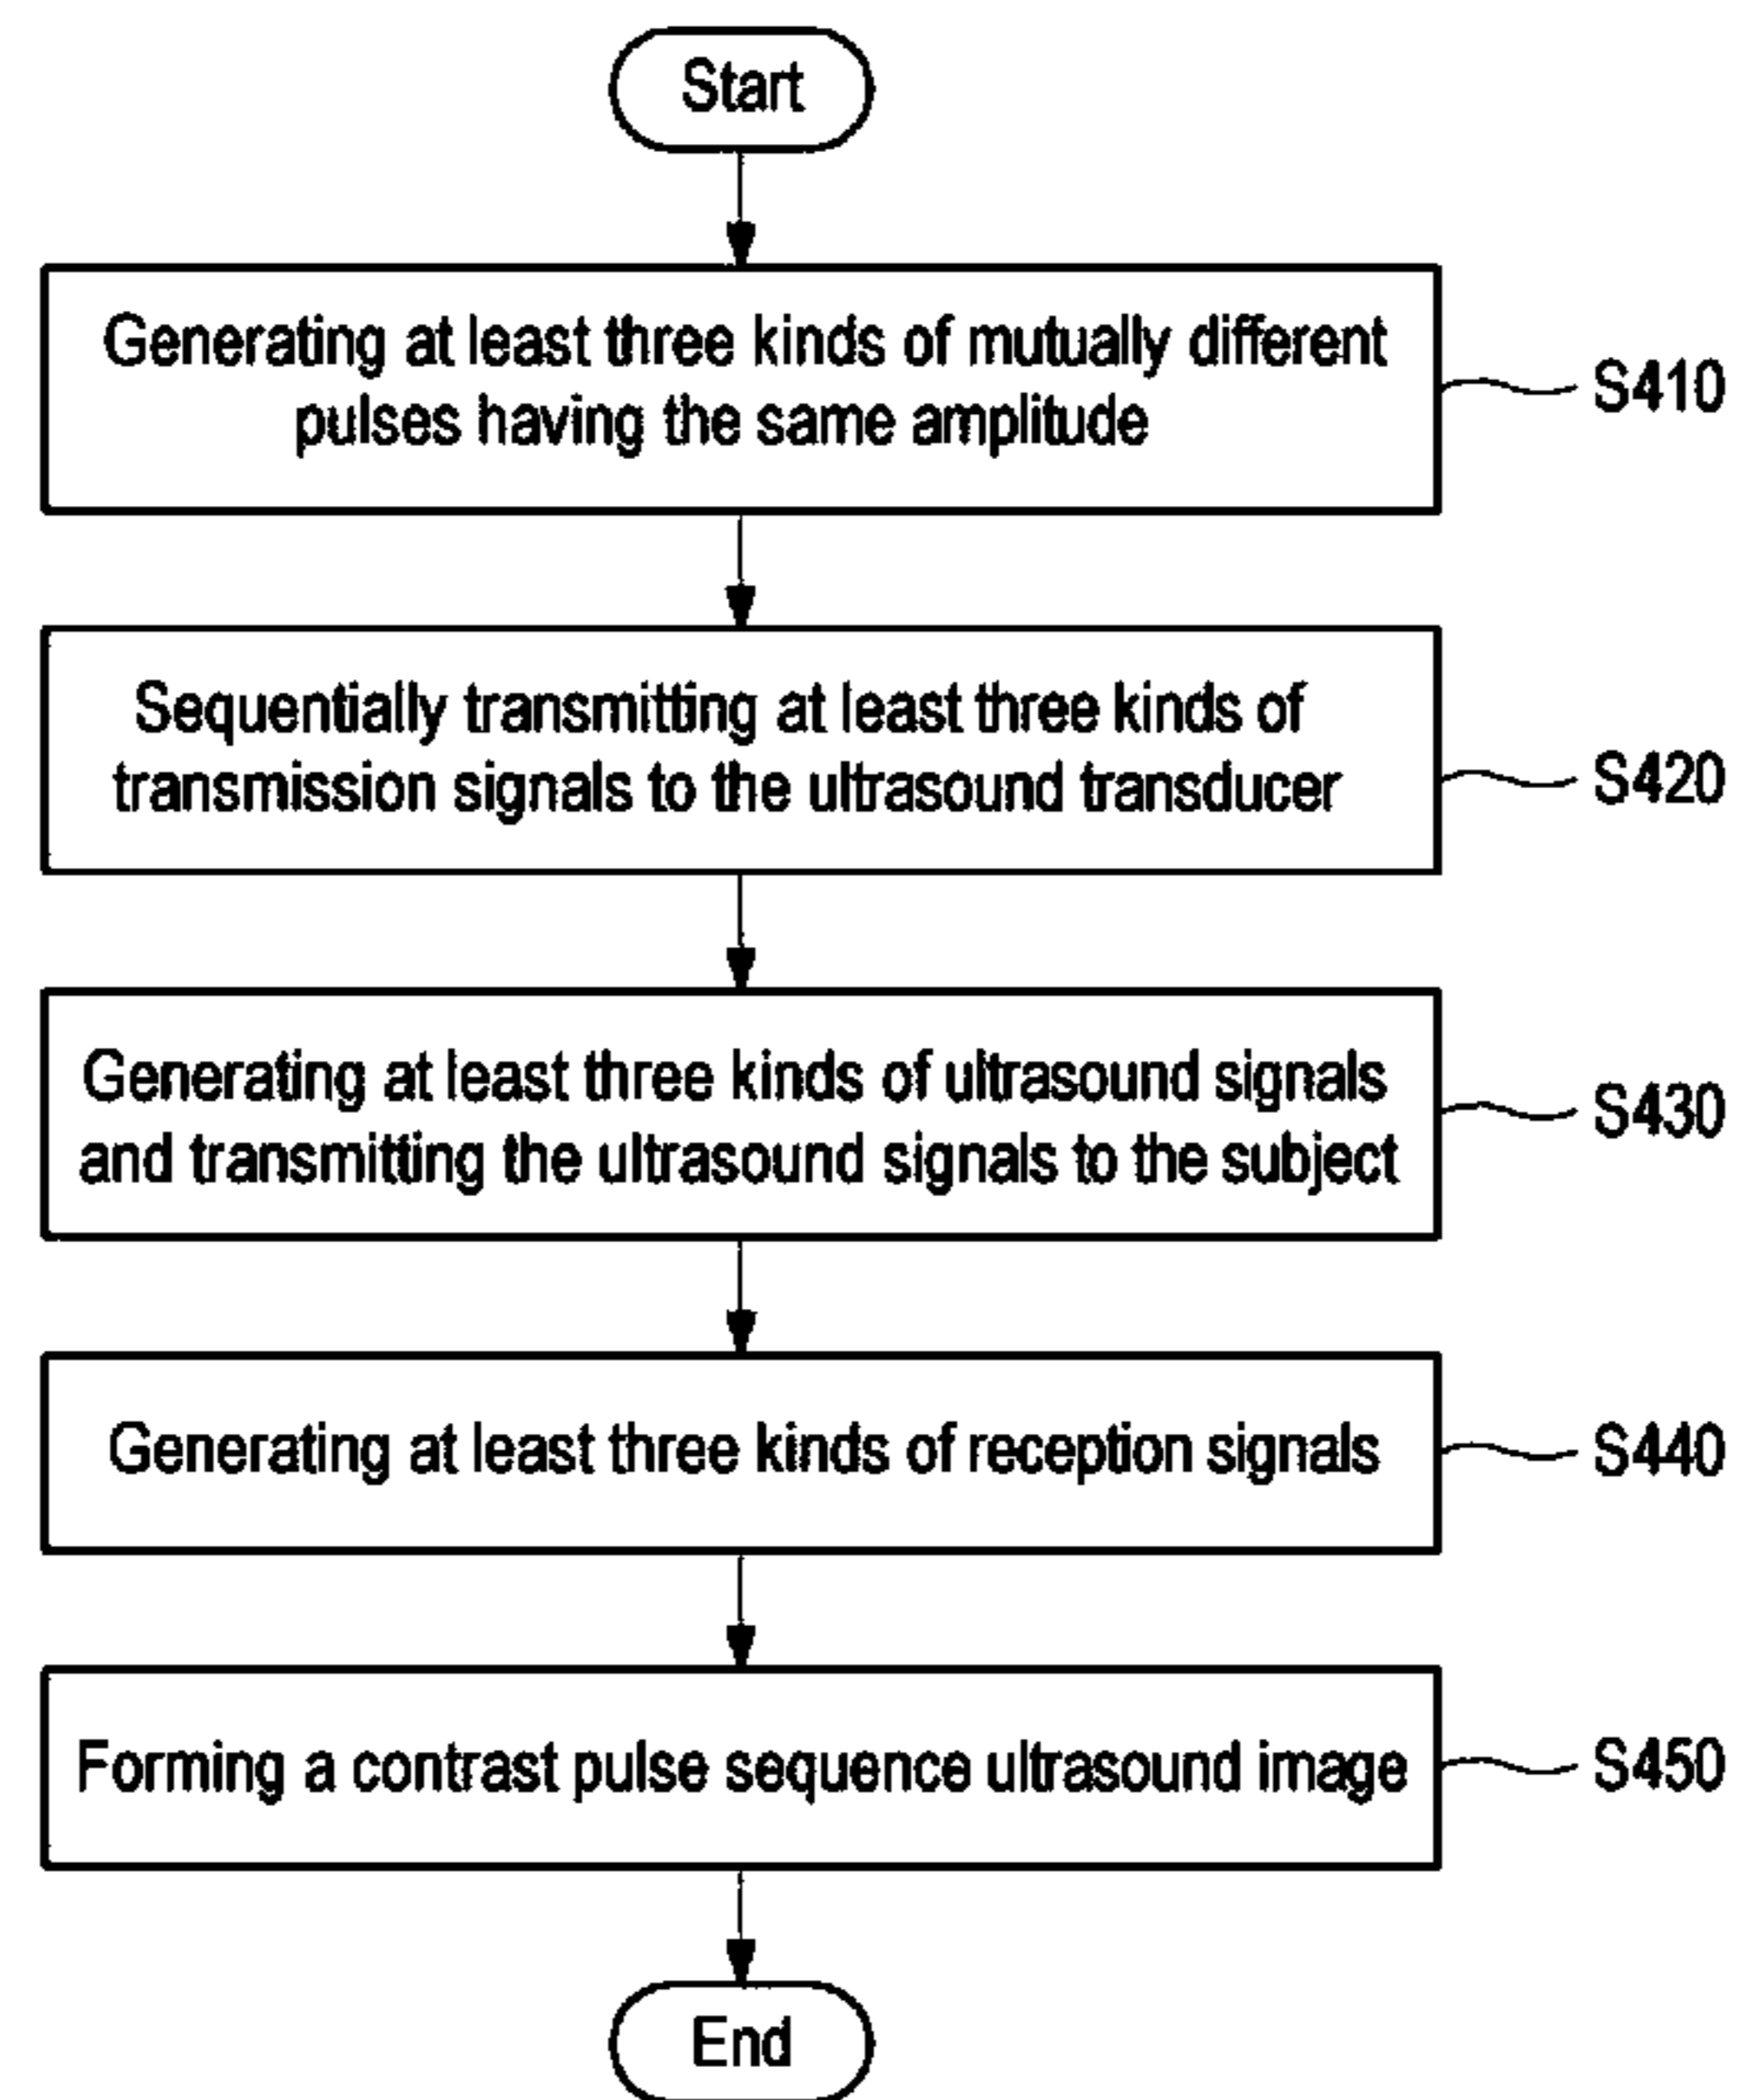 Start
Generating at least three kinds of mutually different
pulses having the same amplitude
S410
Sequentially transmitting at least three kinds of
transmission signals to the ultrasound transducer
S420
Generating at least three kinds of ultrasound signals
and transmitting the ultrasound signals to the subject
S430
Generating at least three kinds of reception signals
S440
Forming a contrast pulse sequence ultrasound image
S450
End